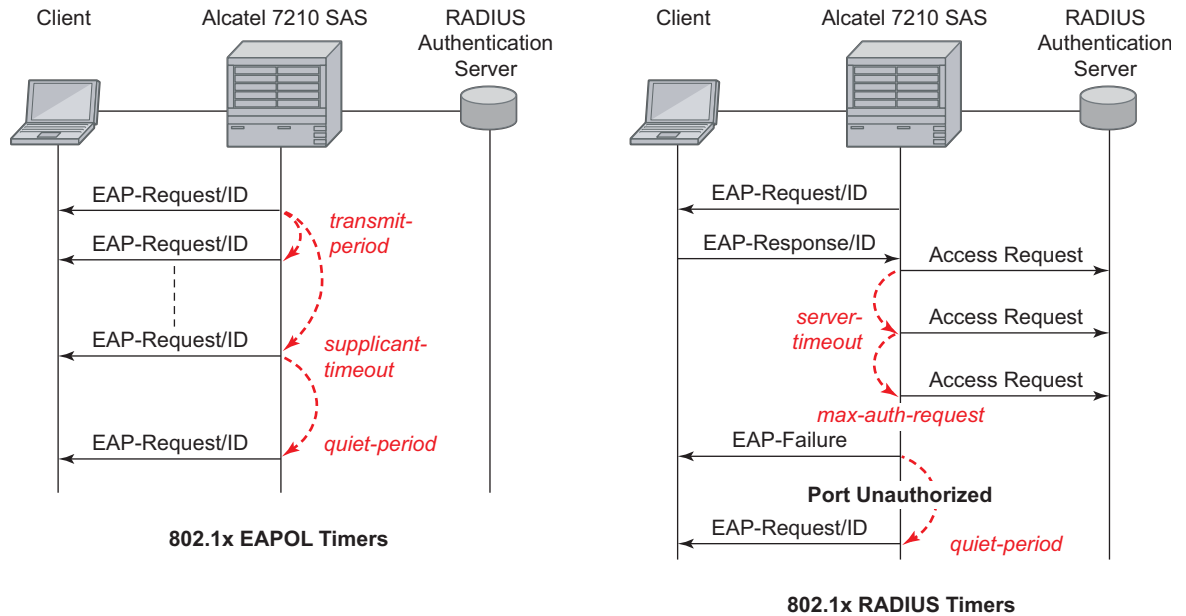 Client
Alcatel 7210 SAS
RADIUS
Authentication
Server
EAP-Request/ID
transmit-
period
EAP-Request/ID
EAP-Request/ID
supplicant-
timeout
EAP-Request/ID
quiet-period
802.1x EAPOL Timers
Client
Alcatel 7210 SAS
RADIUS
Authentication
Server
EAP-Request/ID
EAP-Response/ID
Access Request
server-
timeout
Access Request
Access Request
max-auth-request
EAP-Failure
Port Unauthorized
EAP-Request/ID
quiet-period
802.1x RADIUS Timers